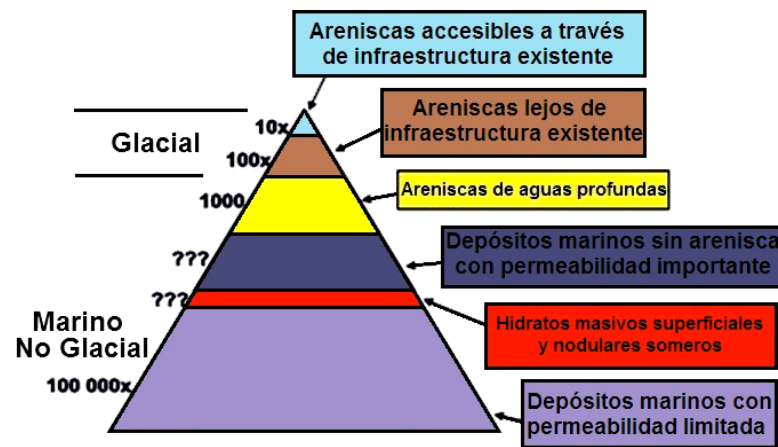 Areniscas accesibles a través
de infraestructura existente
10x
Areniscas lejos de
infraestructura existente
Glacial
100x
Areniscas de aguas profundas
1000
Depósitos marinos sin arenisca
con permeabilidad importante
???
???
Hidratos masivos superficiales
y nodulares someros
Marino
No Glacial
100 000x
Depósitos marinos con
permeabilidad limitada